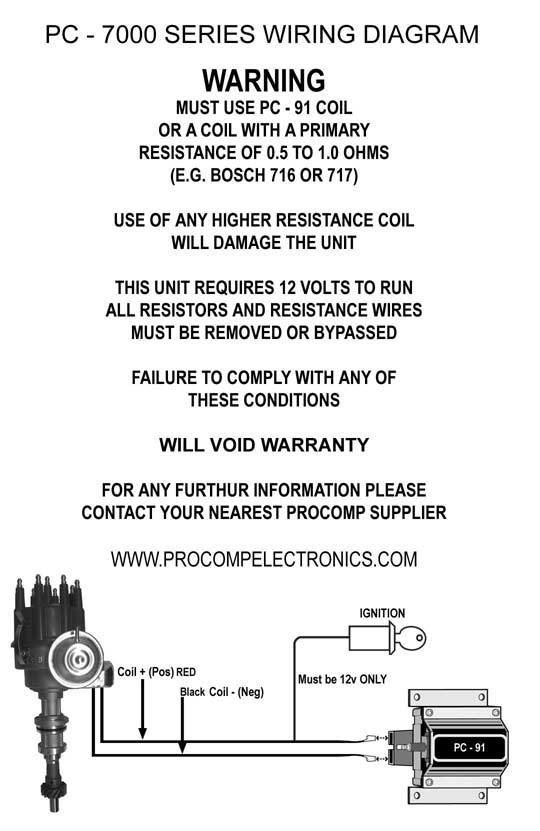 PC - 7000 SERIES WIRING DIAGRAM
WARNING
MUST USE PC - 91 COIL
OR A COIL WITH A PRIMARY
RESISTANCE OF 0.5 TO 1.0 OHMS
(E.G. BOSCH 716 OR 717)
USE OF ANY HIGHER RESISTANCE COIL
WILL DAMAGE THE UNIT
THIS UNIT REQUIRES 12 VOLTS TO RUN
ALL RESISTORS AND RESISTANCE WIRES
MUST BE REMOVED OR BYPASSED
FAILURE TO COMPLY WITH ANY OF
THESE CONDITIONS
WILL VOID WARRANTY
FOR ANY FURTHUR INFORMATION PLEASE
CONTACT YOUR NEAREST PROCOMP SUPPLIER
WWW.PROCOMPELECTRONICS.COM
IGNITION
Coil + (Pos) RED
Must be 12v ONLY
Black Coil - (Neg)
PC - 91